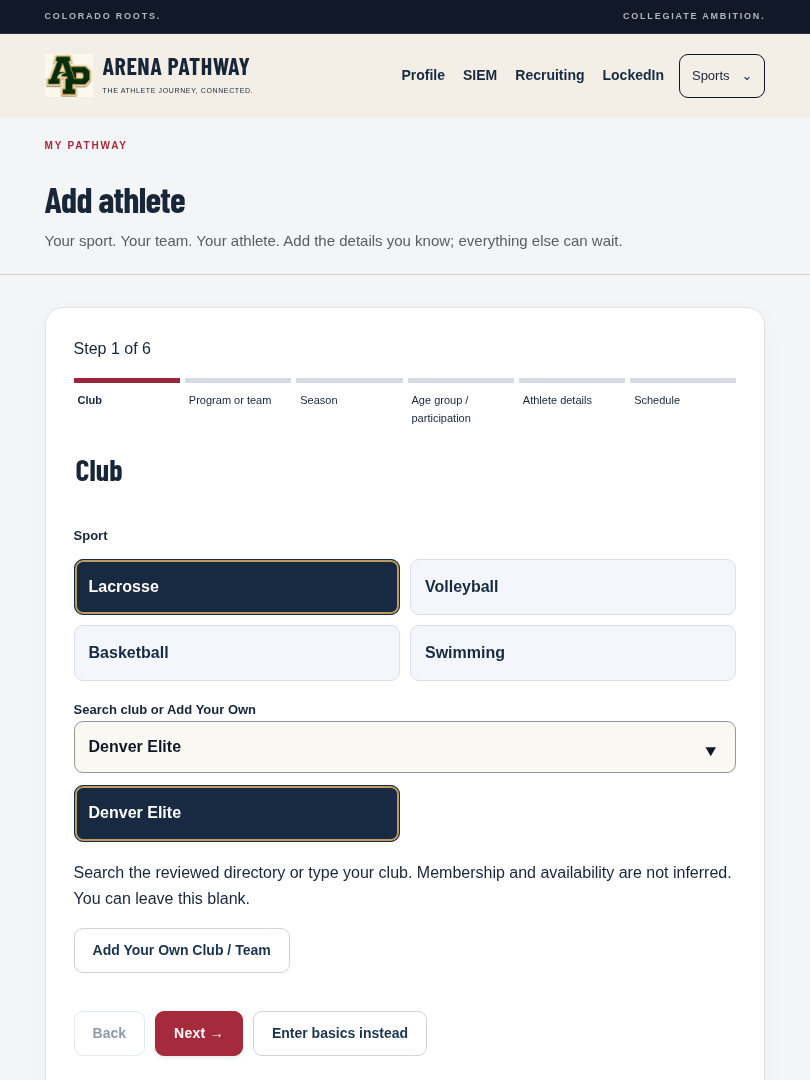 COLORADO ROOTS.
COLLEGIATE AMBITION.
AP
ARENA PATHWAY
THE ATHLETE JOURNEY, CONNECTED.
Profile
SIEM
Recruiting
LockedIn
Sports
MY PATHWAY
Add athlete
Your sport. Your team. Your athlete. Add the details you know; everything else can wait.
Step 1 of 6
Club
Program or team
Season
Age group /
participation
Athlete details
Schedule
Club
Sport
Lacrosse
Volleyball
Basketball
Swimming
Search club or Add Your Own
Denver Elite
Denver Elite
Search the reviewed directory or type your club. Membership and availability are not inferred.
You can leave this blank.
Add Your Own Club / Team
Back
Next →
Enter basics instead